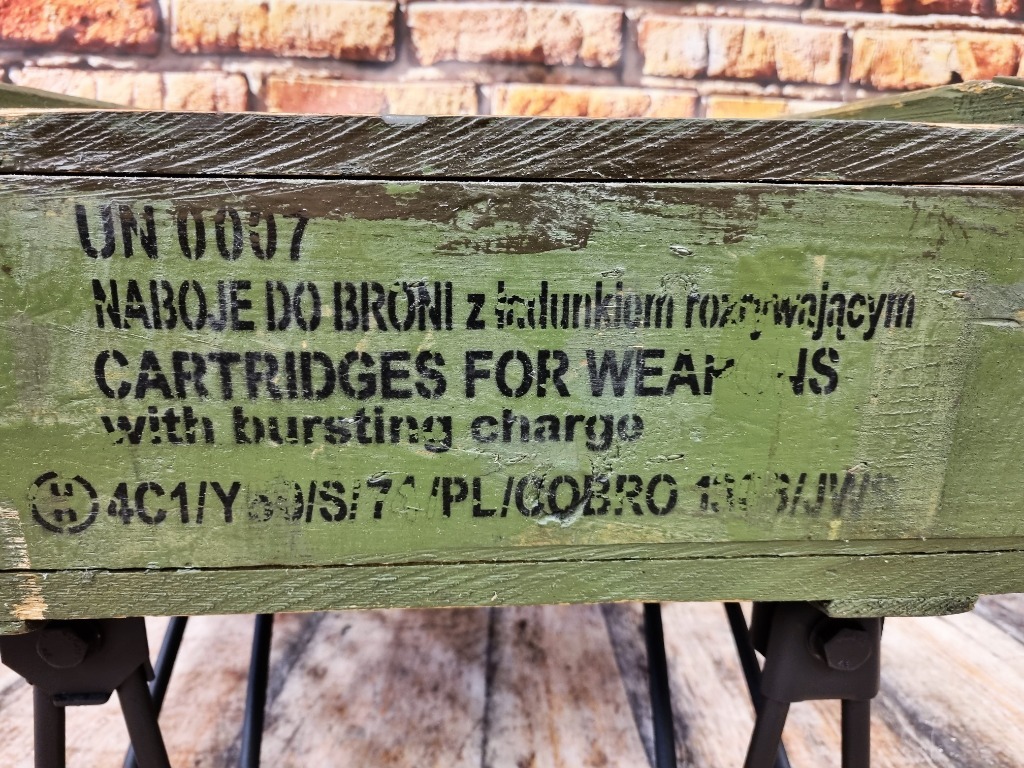 UN 0007
NABOJE DO BRONI z ładunkiem rozrywającym
CARTRIDGES FOR WEAPONS
with bursting charge
4C1/Y /S/ /PL/COBRO